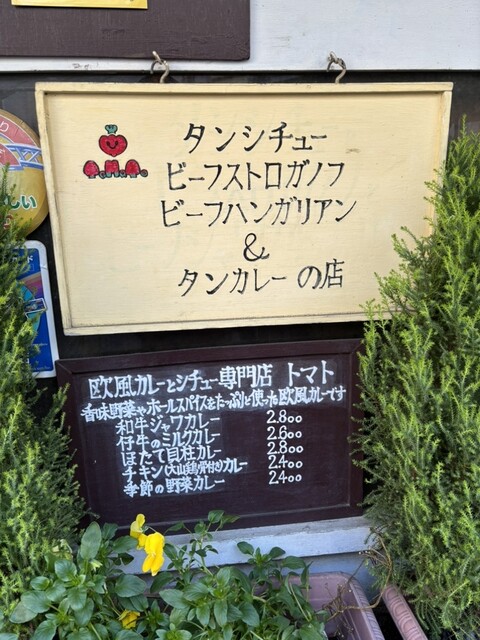 タンシチュー
ビーフストロガノフ
ビーフハンガリアン
&
タンカレーの店
欧風カレーとシチュー専門店 トマト
香味野菜やホールスパイスをたっぷりと使った欧風カレーです
和牛ジャワカレー 2.800
仔牛のミルクカレー 2.600
ほたて貝柱カレー 2.800
チキン(大山鶏骨付の)カレー 2.400
季節の野菜カレー 2.400